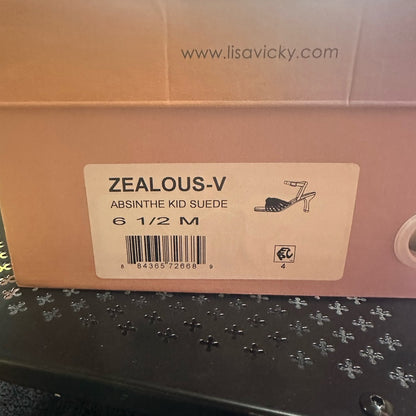 www.lisavicky.com
ZEALOUS-V
ABSINTHE KID SUEDE
6 1/2 M
8 84365 72668 9
4